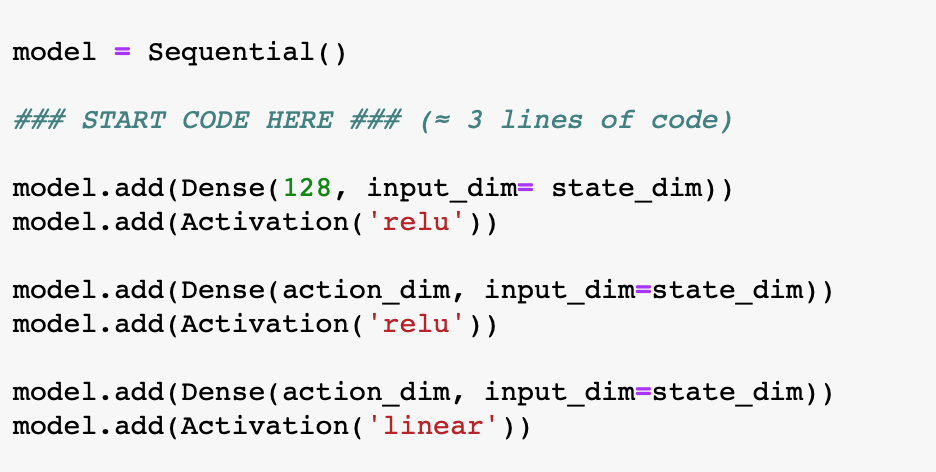 model = Sequential()
### START CODE HERE ### (≈ 3 lines of code)
model.add(Dense(128, input_dim= state_dim))
model.add(Activation('relu'))
model.add(Dense(action_dim, input_dim=state_dim))
model.add(Activation('relu'))
model.add(Dense(action_dim, input_dim=state_dim))
model.add(Activation('linear'))